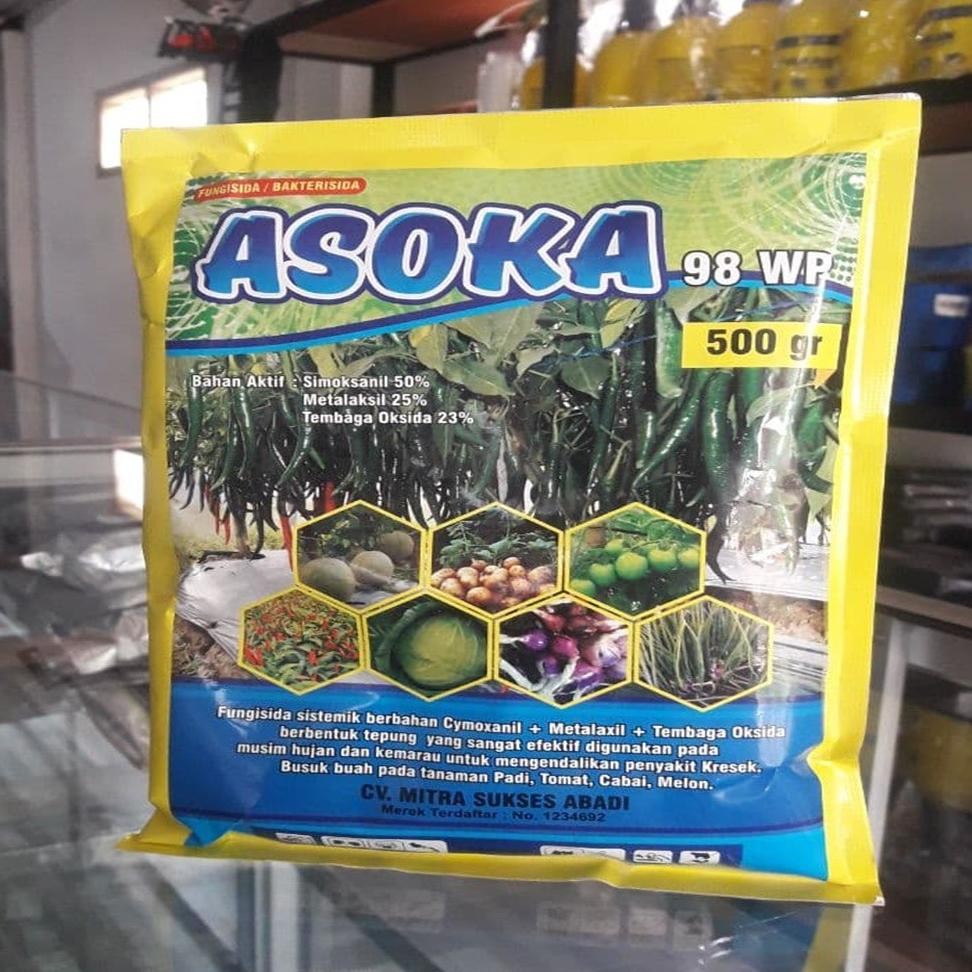 FUNGISIDA / BAKTERISIDA
ASOKA
98 WP
500 gr
Bahan Aktif : Simoksanil 50%
Metalaksil 25%
Tembaga Oksida 23%
Fungisida sistemik berbahan Cymoxanil + Metalaxil + Tembaga Oksida
berbentuk tepung yang sangat efektif digunakan pada
musim hujan dan kemarau untuk mengendalikan penyakit Kresek.
Busuk buah pada tanaman Padi, Tomat, Cabai, Melon.
CV. MITRA SUKSES ABADI
Merek Terdaftar : No. 1234692